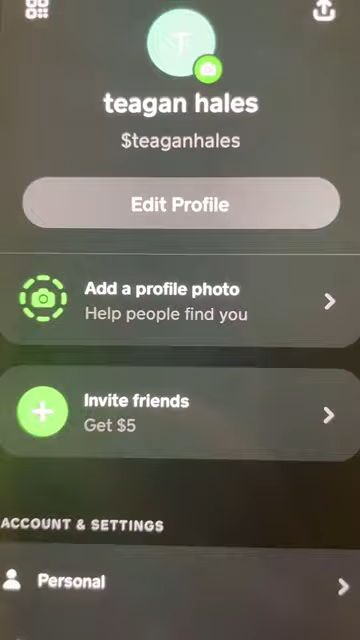 T
teagan hales
$teaganhales
Edit Profile
Add a profile photo
Help people find you
Invite friends
Get $5
ACCOUNT & SETTINGS
Personal